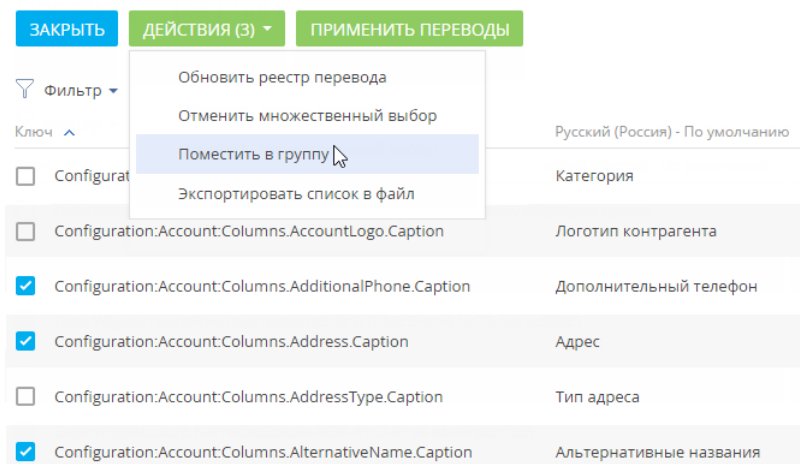 ЗАКРЫТЬ ДЕЙСТВИЯ (3) ПРИМЕНИТЬ ПЕРЕВОДЫ
Обновить реестр перевода
Фильтр
Отменить множественный выбор
Ключ Русский (Россия) - По умолчанию
Поместить в группу
Configurat Категория
Экспортировать список в файл
Configuration:Account:Columns.AccountLogo.Caption Логотип контрагента
Configuration:Account:Columns.AdditionalPhone.Caption Дополнительный телефон
Configuration:Account:Columns.Address.Caption Адрес
Configuration:Account:Columns.AddressType.Caption Тип адреса
Configuration:Account:Columns.AlternativeName.Caption Альтернативные названия